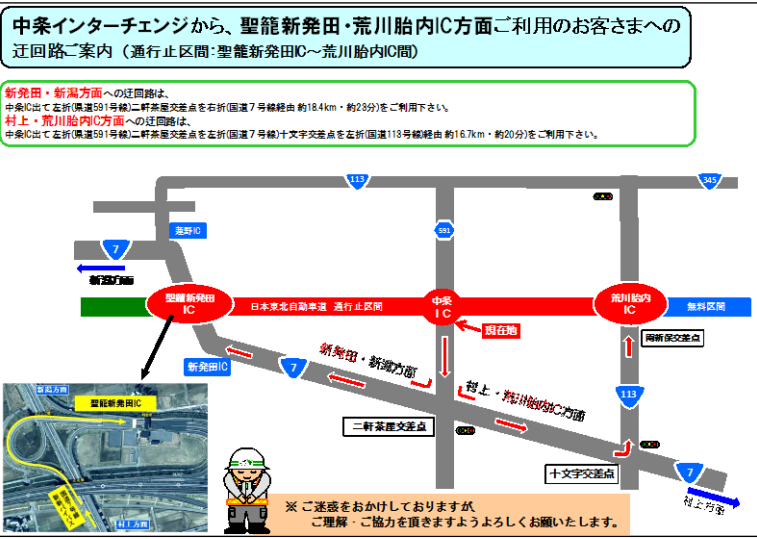 中条インターチェンジから、聖籠新発田・荒川胎内IC方面ご利用のお客さまへの
迂回路ご案内（通行止区間：聖籠新発田IC～荒川胎内IC間）
新発田・新潟方面への迂回路は、
中条IC出て左折(県道591号線)二軒茶屋交差点を右折(国道７号線経由 約18.4km・約23分)をご利用下さい。
村上・荒川胎内IC方面への迂回路は、
中条IC出て左折(県道591号線)二軒茶屋交差点を左折(国道７号線)十文字交差点を左折(国道113号線)経由 約16.7km・約20分)をご利用下さい。
113
345
蓮野IC
591
7
新潟方面
聖籠新発田
IC
日本東北自動車道 通行止区間
中条
IC
荒川胎内
IC
無料区間
現在地
南新保交差点
新発田IC
7
新発田・新潟方面
村上・荒川胎内IC方面
113
新潟方面
聖籠新発田IC
二軒茶屋交差点
十文字交差点
7
村上方面
国道７号線
新新バイパス
村上方面
※ ご迷惑をおかけしておりますが
ご理解・ご協力を頂きますようよろしくお願いたします。